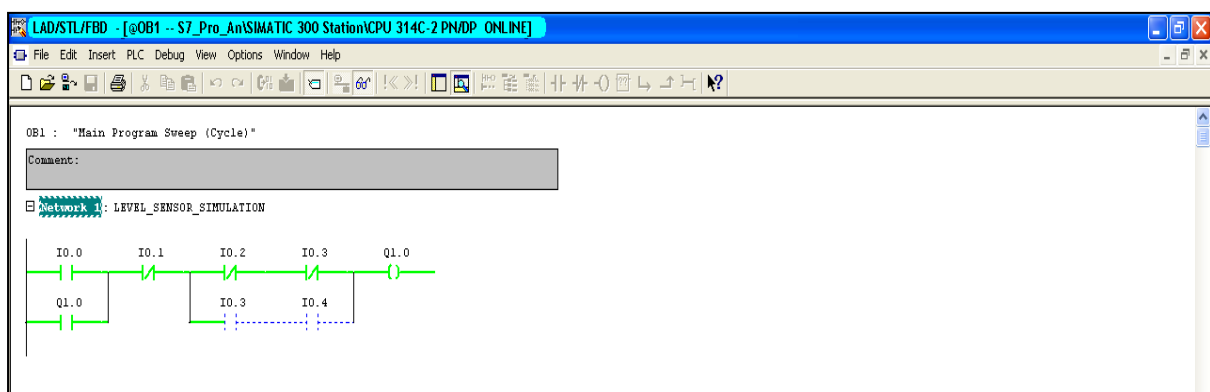 LAD/STL/FBD - [@OB1 -- S7_Pro_An\SIMATIC 300 Station\CPU 314C-2 PN/DP ONLINE]
File Edit Insert PLC Debug View Options Window Help
OB1 : "Main Program Sweep (Cycle)"
Comment:
Network 1: LEVEL_SENSOR_SIMULATION
I0.0 I0.1 I0.2 I0.3 Q1.0
Q1.0 I0.3 I0.4